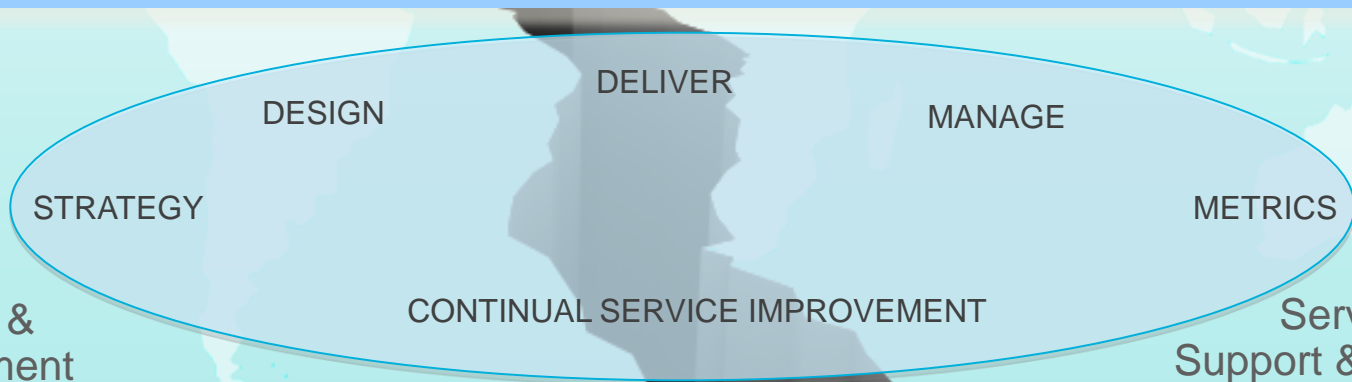 DELIVER
DESIGN
MANAGE
STRATEGY
METRICS
CONTINUAL SERVICE IMPROVEMENT
&
Support &